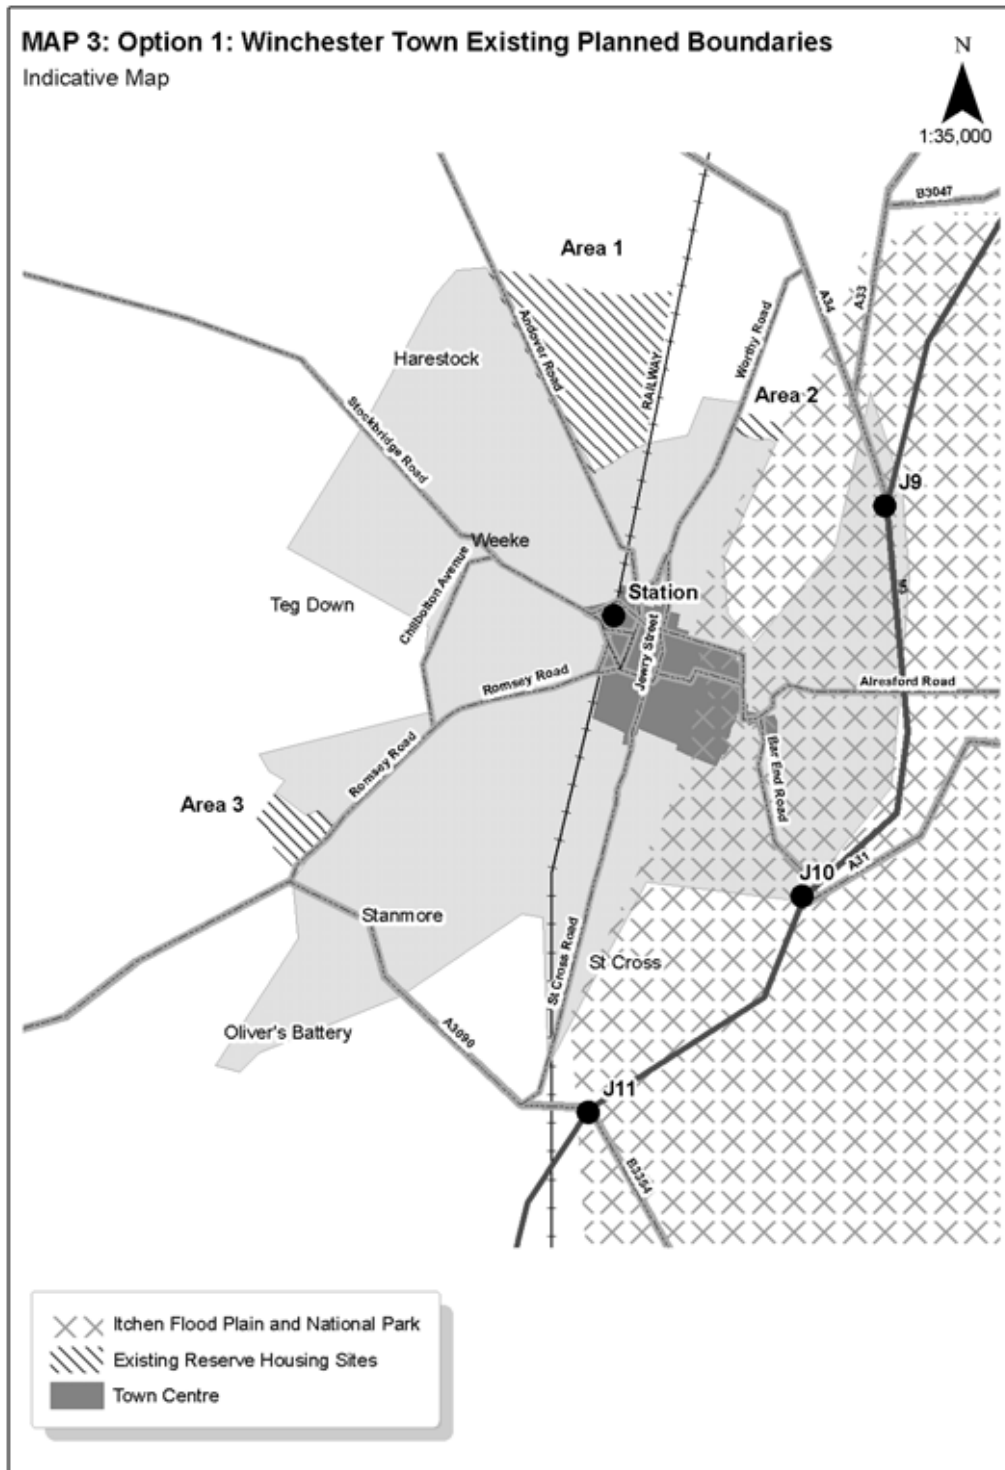 MAP 3: Option 1: Winchester Town Existing Planned Boundaries
Indicative Map
N
1:35,000
B3047
Area 1
A34
A33
Andover Road
Worthy Road
Harestock
RAILWAY
Area 2
Stockbridge Road
J9
Weeke
Chilbolton Avenue
Station
Teg Down
Jewry Street
Romsey Road
Alresford Road
Romsey Road
Bar End Road
Area 3
A31
J10
Stanmore
St Cross Road
St Cross
Oliver's Battery
A3090
J11
B3354
Itchen Flood Plain and National Park
Existing Reserve Housing Sites
Town Centre